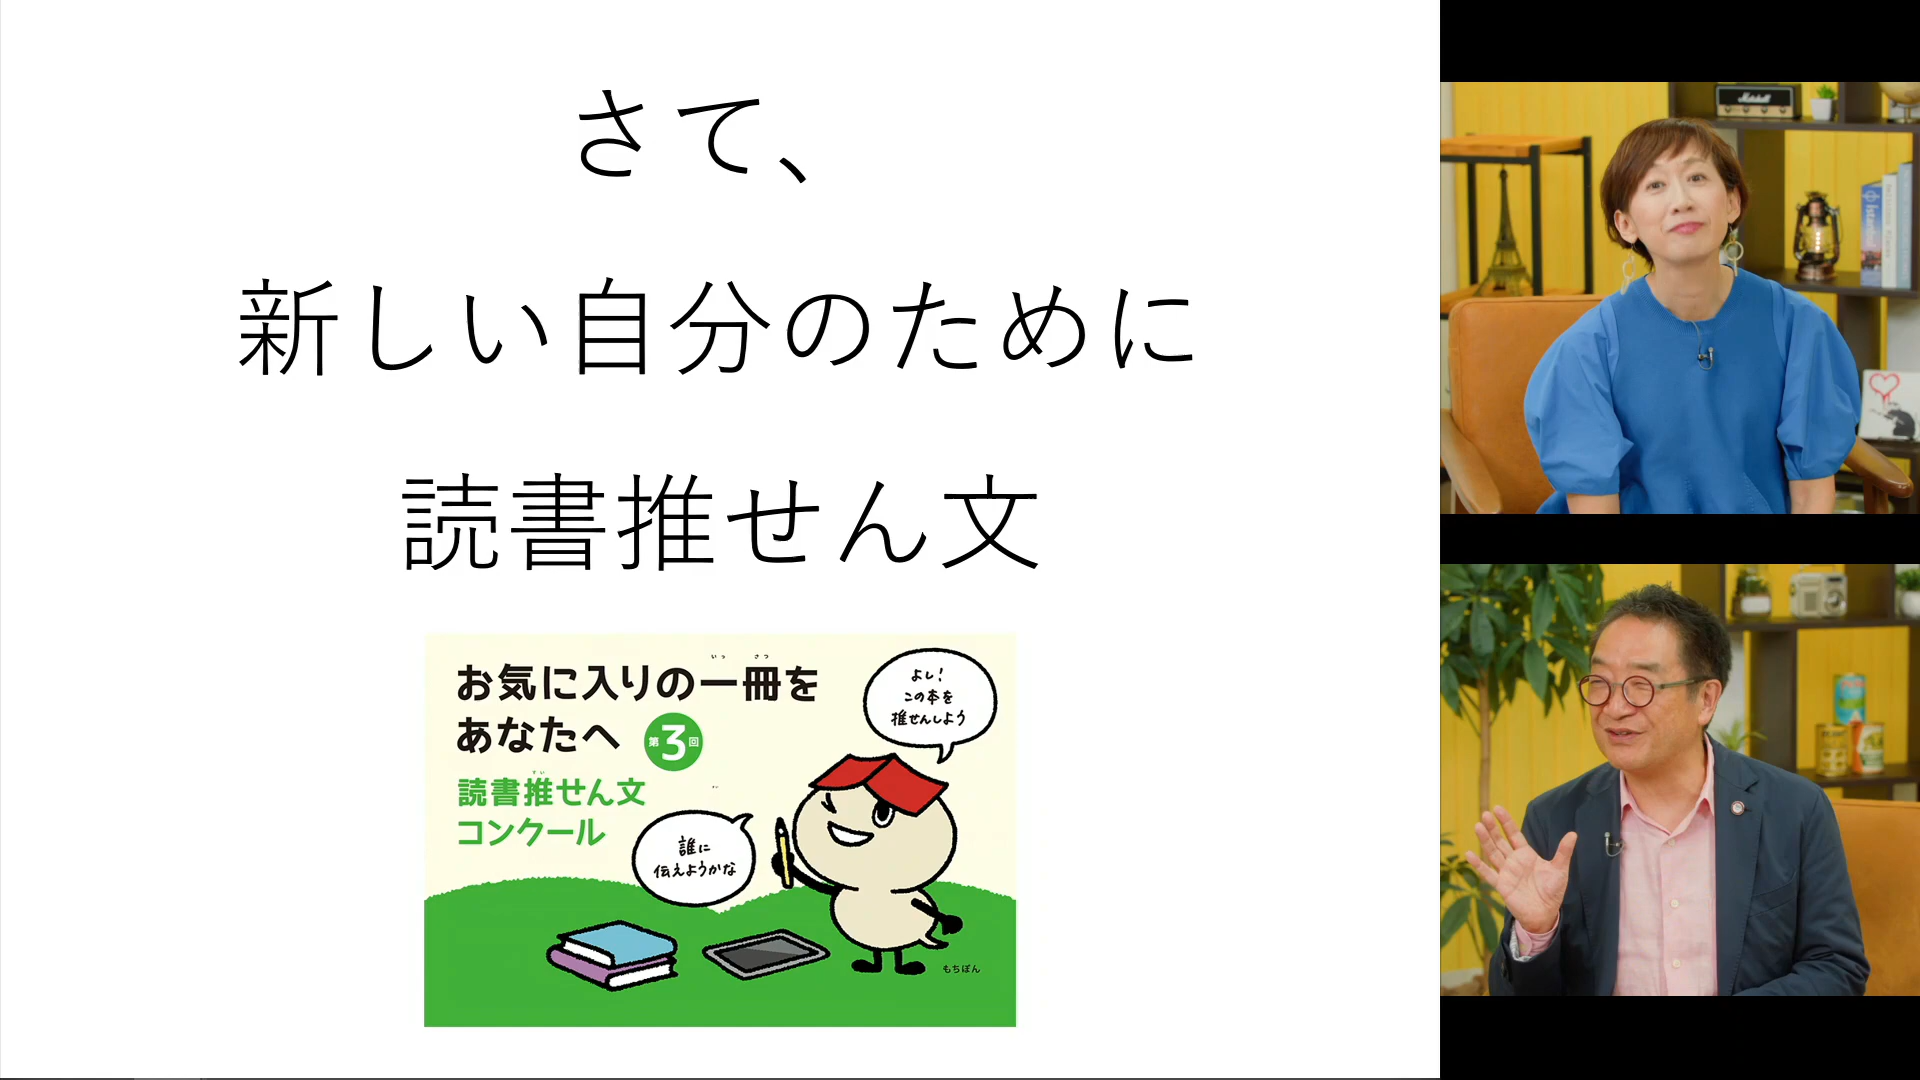 さて、
新しい自分のために
読書推せん文
お気に入りの一冊を
あなたへ 第3回
読書推せん文
コンクール
よし!
この本を
推せんしよう
誰に
伝えようかな
もちぽん
Marshall
Istanbul